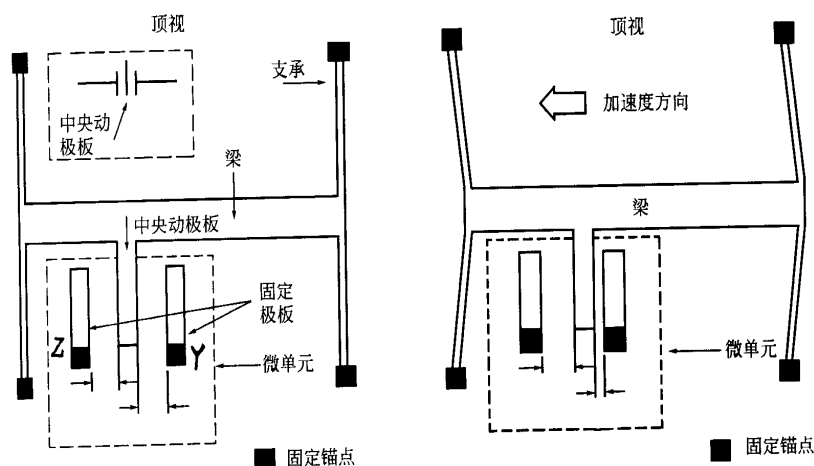 顶视
支承
中央动
极板
梁
中央动极板
固定
极板
Z
Y
微单元
固定锚点
顶视
加速度方向
梁
微单元
固定锚点